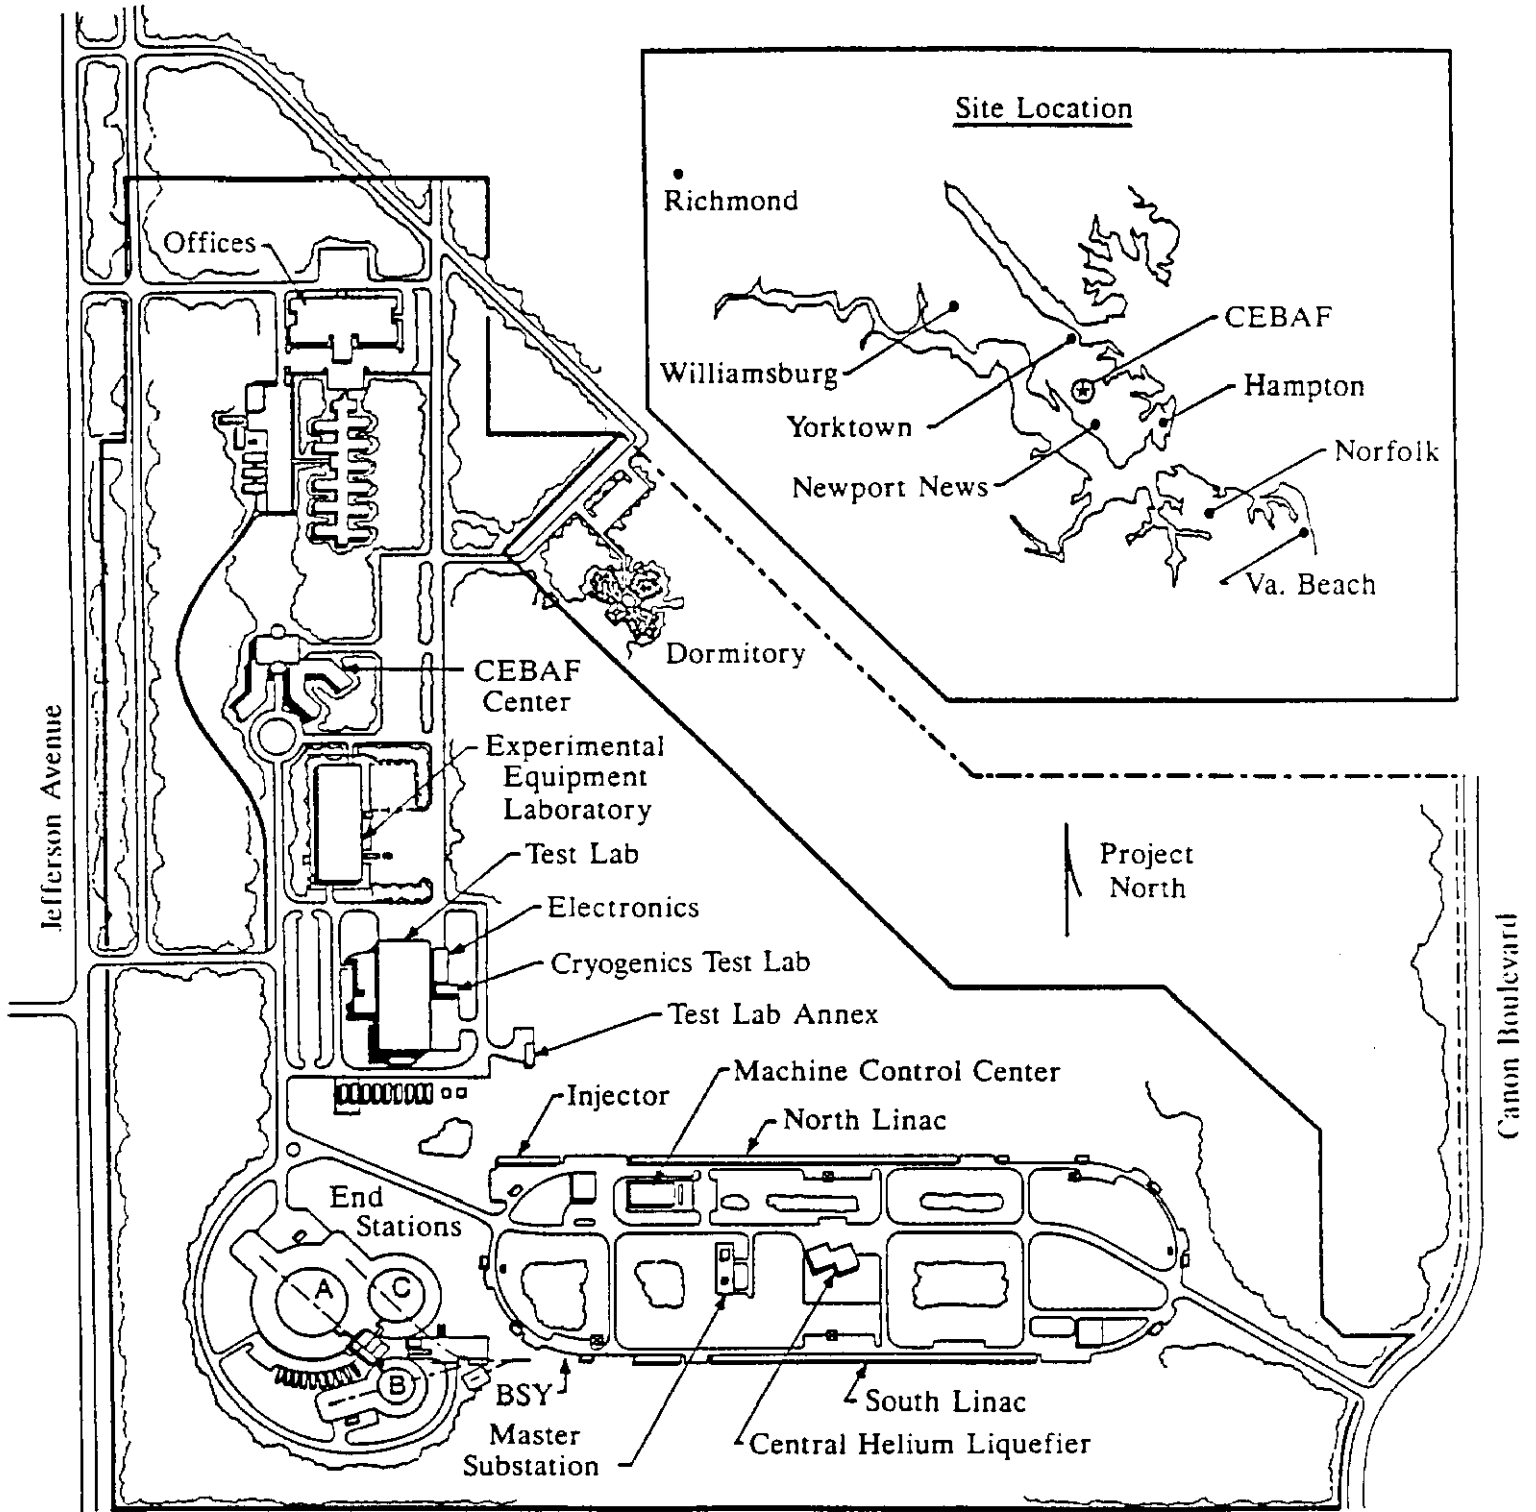 Site Location
Richmond
Offices
CEBAF
Williamsburg
Hampton
Yorktown
Norfolk
Newport News
Va. Beach
Dormitory
CEBAF
Center
Jefferson Avenue
Experimental
Equipment
Laboratory
Project
North
Test Lab
Electronics
Canon Boulevard
Cryogenics Test Lab
Test Lab Annex
Machine Control Center
Injector
North Linac
End
Stations
A
C
B
BSY
South Linac
Master
Substation
Central Helium Liquefier